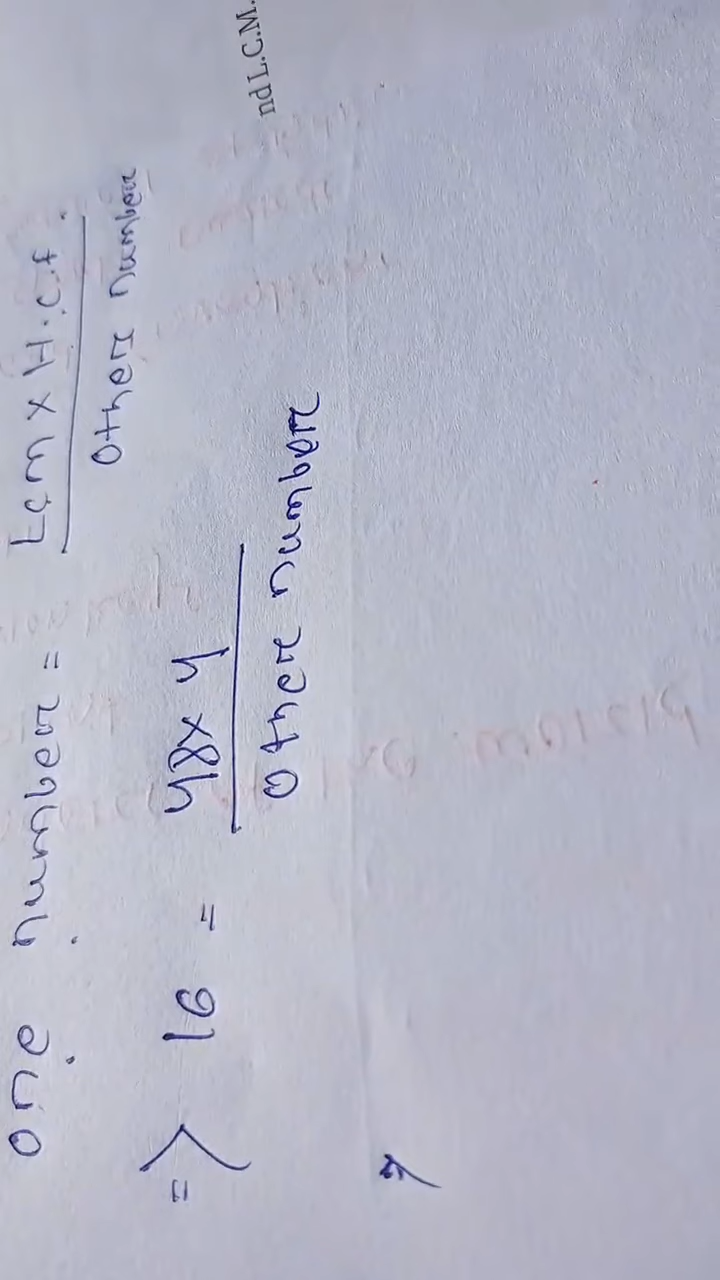 nd L.C.M.
one number = Lcm x H.c.f.
other number
=> 16 = 48 x 4
other number